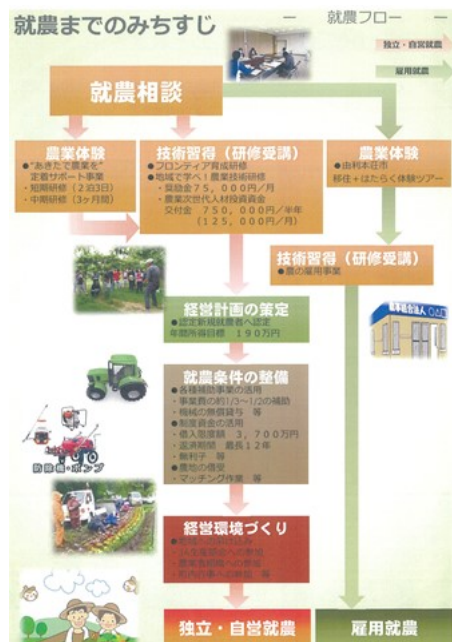 就農までのみちすじ
就農フロー
独立・自営就農
雇用就農
就農相談
農業体験
●"あきたで農業を"
定着サポート事業
・短期研修(2泊3日)
・中期研修(3ヶ月間)
技術習得(研修受講)
●フロンティア育成研修
●地域で学べ!農業技術研修
・奨励金75,000円/月
・農業次世代人材投資資金
交付金 750,000円/半年
(125,000円/月)
農業体験
●由利本荘市
移住+はたらく体験ツアー
技術習得(研修受講)
●農の雇用事業
経営計画の策定
●認定新規就農者へ認定
年間所得目標 190万円
就農条件の整備
●各種補助事業の活用
・事業費の約1/3~1/2の補助
・機械の無償貸与 等
●制度資金の活用
・借入限度額 3,700万円
・返済期間 最長12年
・無利子 等
●農地の借受
・マッチング作業 等
防除機・ポンプ
経営環境づくり
独立・自営就農
雇用就農